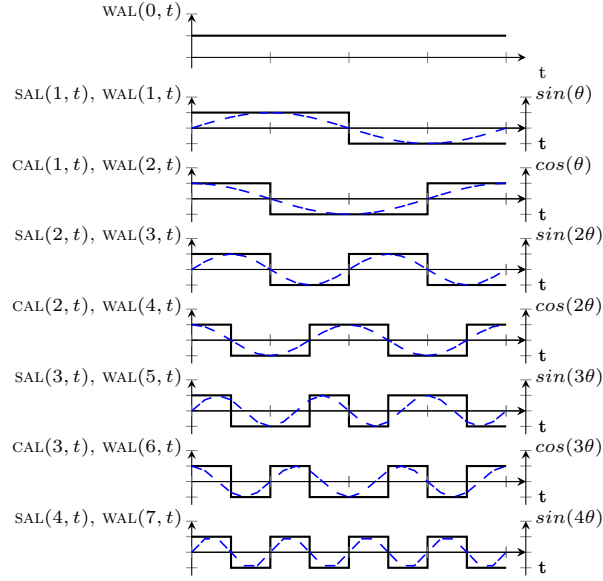 WAL(0, t)
t
SAL(1, t), WAL(1, t) sin(θ)
t
CAL(1, t), WAL(2, t) cos(θ)
t
SAL(2, t), WAL(3, t) sin(2θ)
t
CAL(2, t), WAL(4, t) cos(2θ)
t
SAL(3, t), WAL(5, t) sin(3θ)
t
CAL(3, t), WAL(6, t) cos(3θ)
t
SAL(4, t), WAL(7, t) sin(4θ)
t